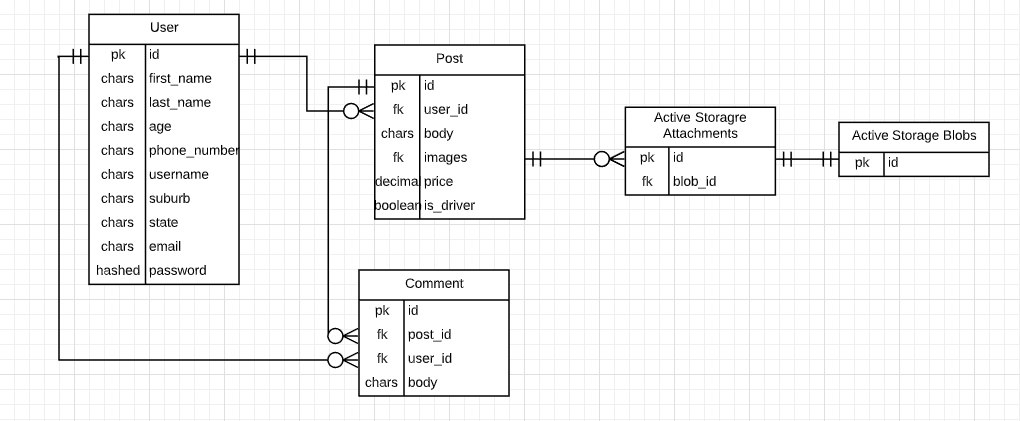 User
pk id
chars first_name
chars last_name
chars age
chars phone_number
chars username
chars suburb
chars state
chars email
hashed password
Post
pk id
fk user_id
chars body
fk images
decimal price
boolean is_driver
Comment
pk id
fk post_id
fk user_id
chars body
Active Storagre
Attachments
pk id
fk blob_id
Active Storage Blobs
pk id